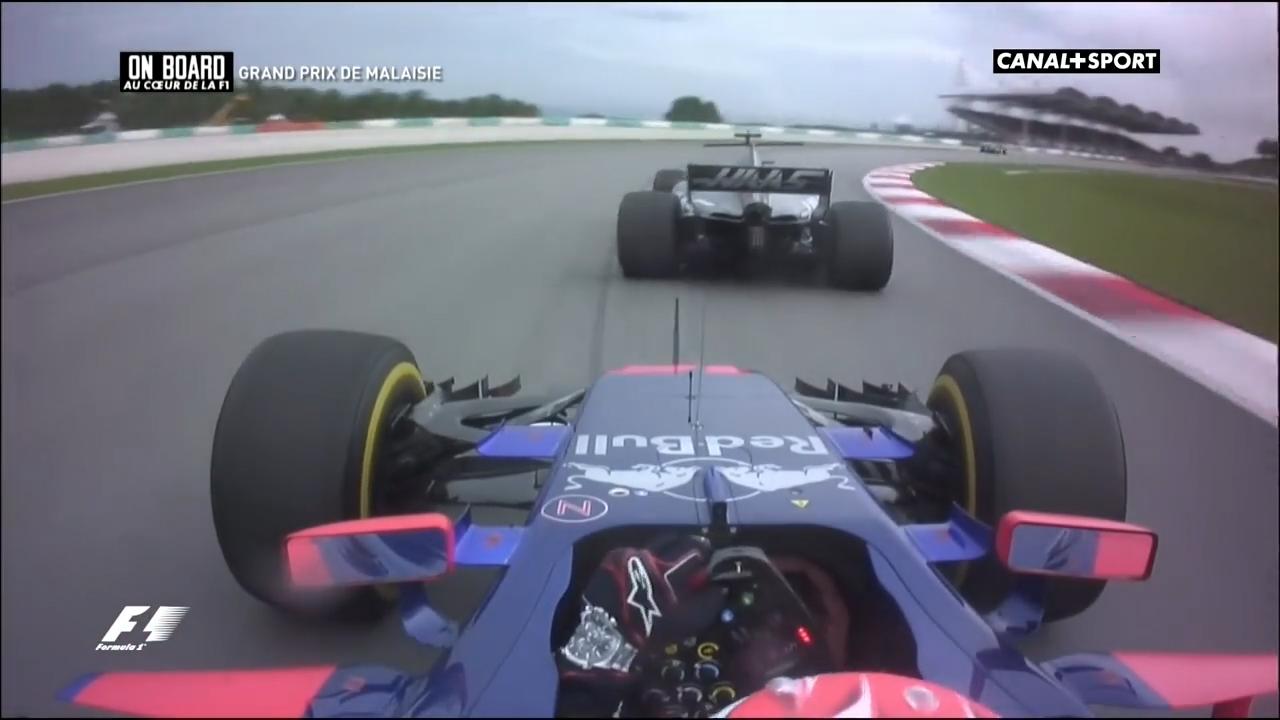 ON BOARD
AU CŒUR DE LA F1
GRAND PRIX DE MALAISIE
CANAL+SPORT
HAAS
Red Bull
F1
Formula 1